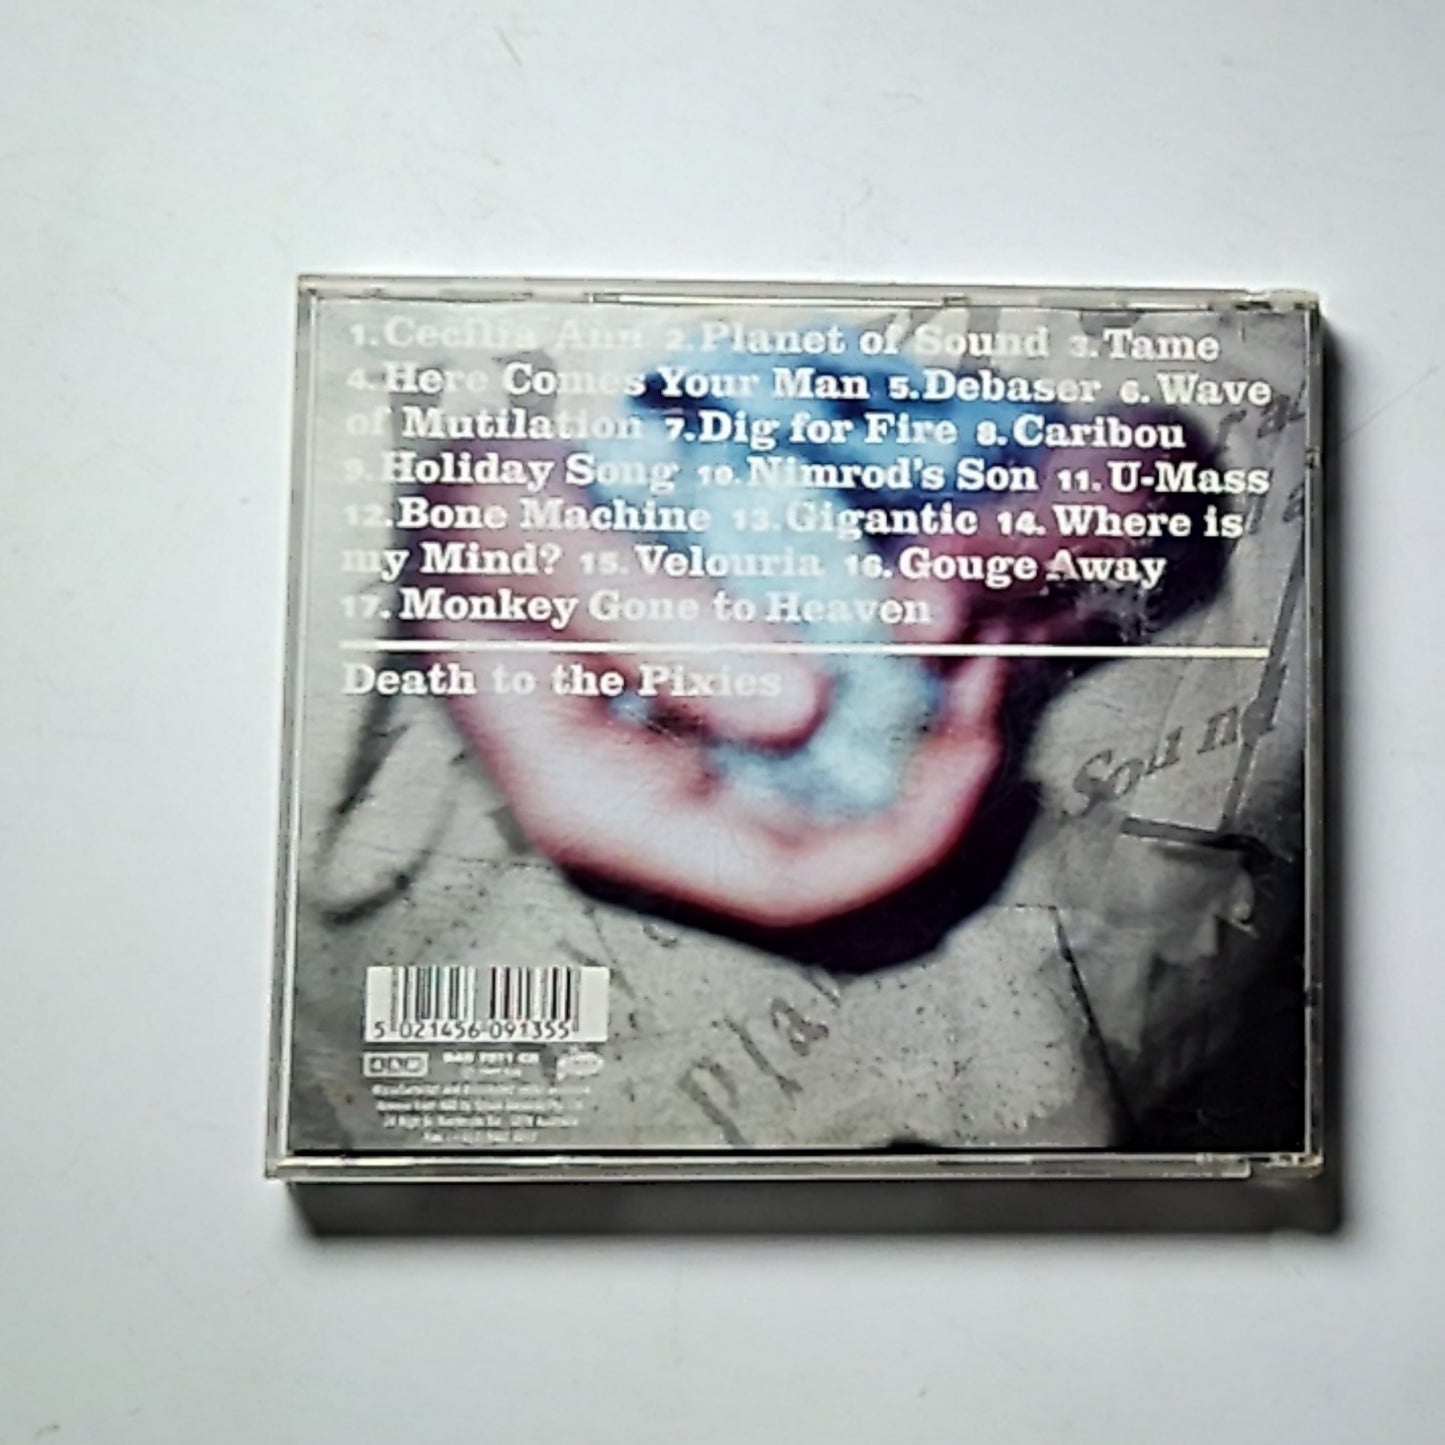 1. Cecilia Ann 2. Planet of Sound 3. Tame
4. Here Comes Your Man 5. Debaser 6. Wave
of Mutilation 7. Dig for Fire 8. Caribou
9. Holiday Song 10. Nimrod's Son 11. U-Mass
12. Bone Machine 13. Gigantic 14. Where is
my Mind? 15. Velouria 16. Gouge Away
17. Monkey Gone to Heaven
Death to the Pixies
Sound
Pla
5 021456 091355